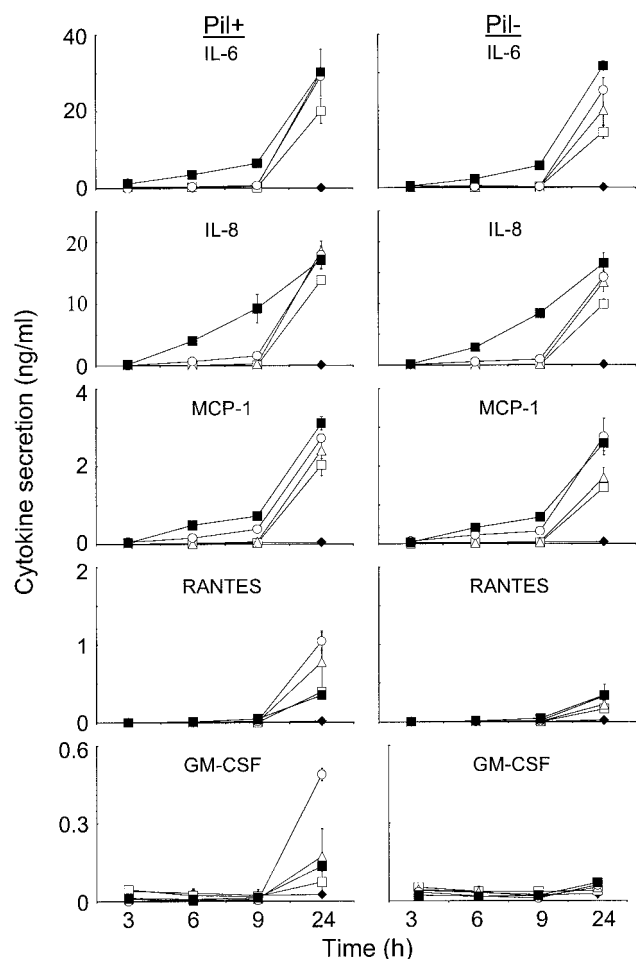 Pil+ Pil-
IL-6 IL-6
40
20
0
IL-8 IL-8
20
10
0
MCP-1 MCP-1
4
2
0
RANTES RANTES
2
1
0
GM-CSF GM-CSF
0.6
0.3
0
3 6 9 24 3 6 9 24
Time (h)
Cytokine secretion (ng/ml)